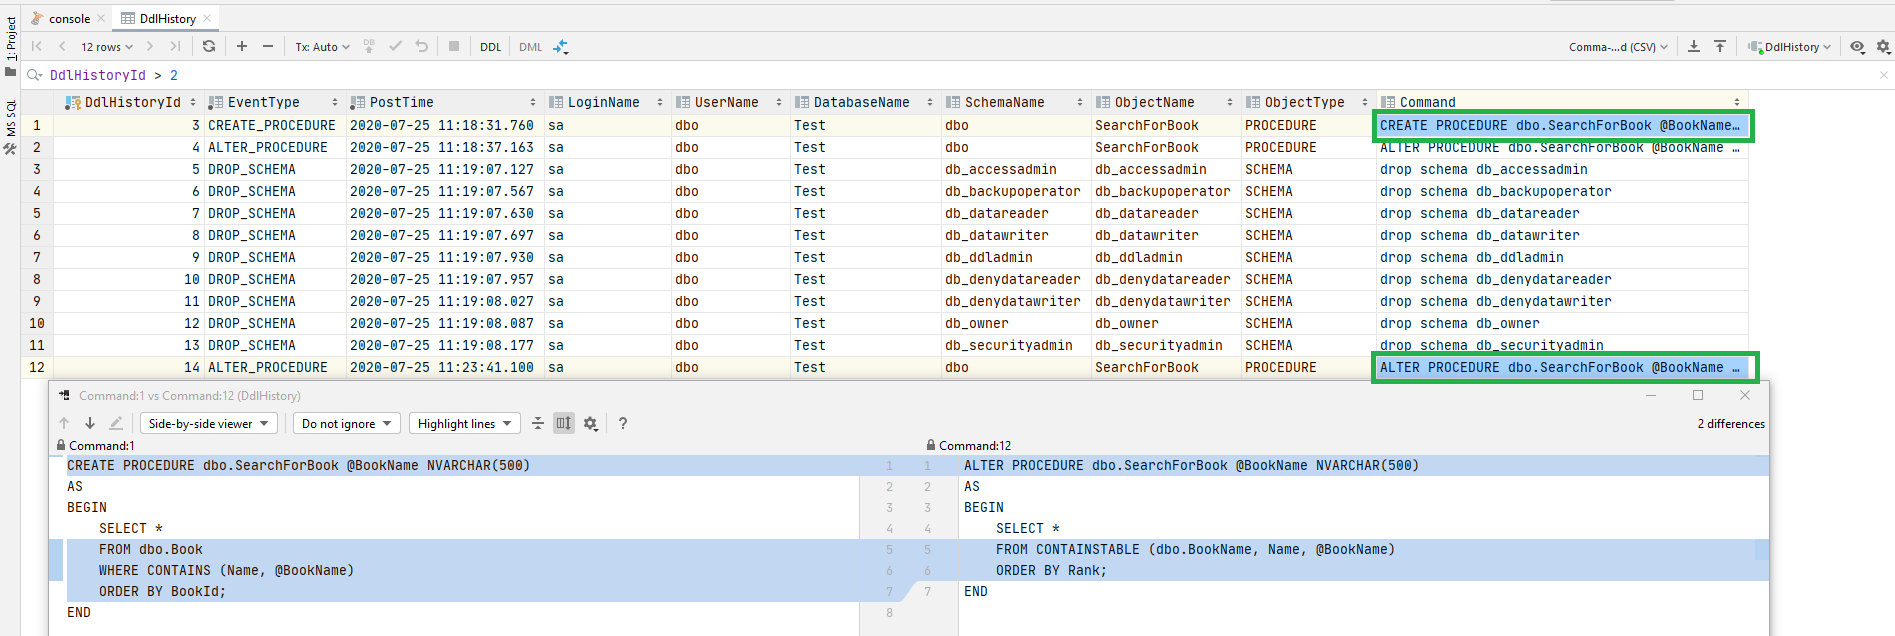 console
DdlHistory
1: Project
MS SQL
12 rows
Tx: Auto
DB
DDL
DML
Comma-...d (CSV)
DdlHistory
DdlHistoryId > 2
DdlHistoryId EventType PostTime LoginName UserName DatabaseName SchemaName ObjectName ObjectType Command
1 3 CREATE_PROCEDURE 2020-07-25 11:18:31.760 sa dbo Test dbo SearchForBook PROCEDURE CREATE PROCEDURE dbo.SearchForBook @BookName…
2 4 ALTER_PROCEDURE 2020-07-25 11:18:37.163 sa dbo Test dbo SearchForBook PROCEDURE ALTER PROCEDURE dbo.SearchForBook @BookName …
3 5 DROP_SCHEMA 2020-07-25 11:19:07.127 sa dbo Test db_accessadmin db_accessadmin SCHEMA drop schema db_accessadmin
4 6 DROP_SCHEMA 2020-07-25 11:19:07.567 sa dbo Test db_backupoperator db_backupoperator SCHEMA drop schema db_backupoperator
5 7 DROP_SCHEMA 2020-07-25 11:19:07.630 sa dbo Test db_datareader db_datareader SCHEMA drop schema db_datareader
6 8 DROP_SCHEMA 2020-07-25 11:19:07.697 sa dbo Test db_datawriter db_datawriter SCHEMA drop schema db_datawriter
7 9 DROP_SCHEMA 2020-07-25 11:19:07.930 sa dbo Test db_ddladmin db_ddladmin SCHEMA drop schema db_ddladmin
8 10 DROP_SCHEMA 2020-07-25 11:19:07.957 sa dbo Test db_denydatareader db_denydatareader SCHEMA drop schema db_denydatareader
9 11 DROP_SCHEMA 2020-07-25 11:19:08.027 sa dbo Test db_denydatawriter db_denydatawriter SCHEMA drop schema db_denydatawriter
10 12 DROP_SCHEMA 2020-07-25 11:19:08.087 sa dbo Test db_owner db_owner SCHEMA drop schema db_owner
11 13 DROP_SCHEMA 2020-07-25 11:19:08.177 sa dbo Test db_securityadmin db_securityadmin SCHEMA drop schema db_securityadmin
12 14 ALTER_PROCEDURE 2020-07-25 11:23:41.100 sa dbo Test dbo SearchForBook PROCEDURE ALTER PROCEDURE dbo.SearchForBook @BookName …
Command:1 vs Command:12 (DdlHistory)
Side-by-side viewer
Do not ignore
Highlight lines
?
2 differences
Command:1
CREATE PROCEDURE dbo.SearchForBook @BookName NVARCHAR(500) 1
AS 2
BEGIN 3
SELECT * 4
FROM dbo.Book 5
WHERE CONTAINS (Name, @BookName) 6
ORDER BY BookId; 7
END 8
Command:12
1 ALTER PROCEDURE dbo.SearchForBook @BookName NVARCHAR(500)
2 AS
3 BEGIN
4 SELECT *
5 FROM CONTAINSTABLE (dbo.BookName, Name, @BookName)
6 ORDER BY Rank;
7 END